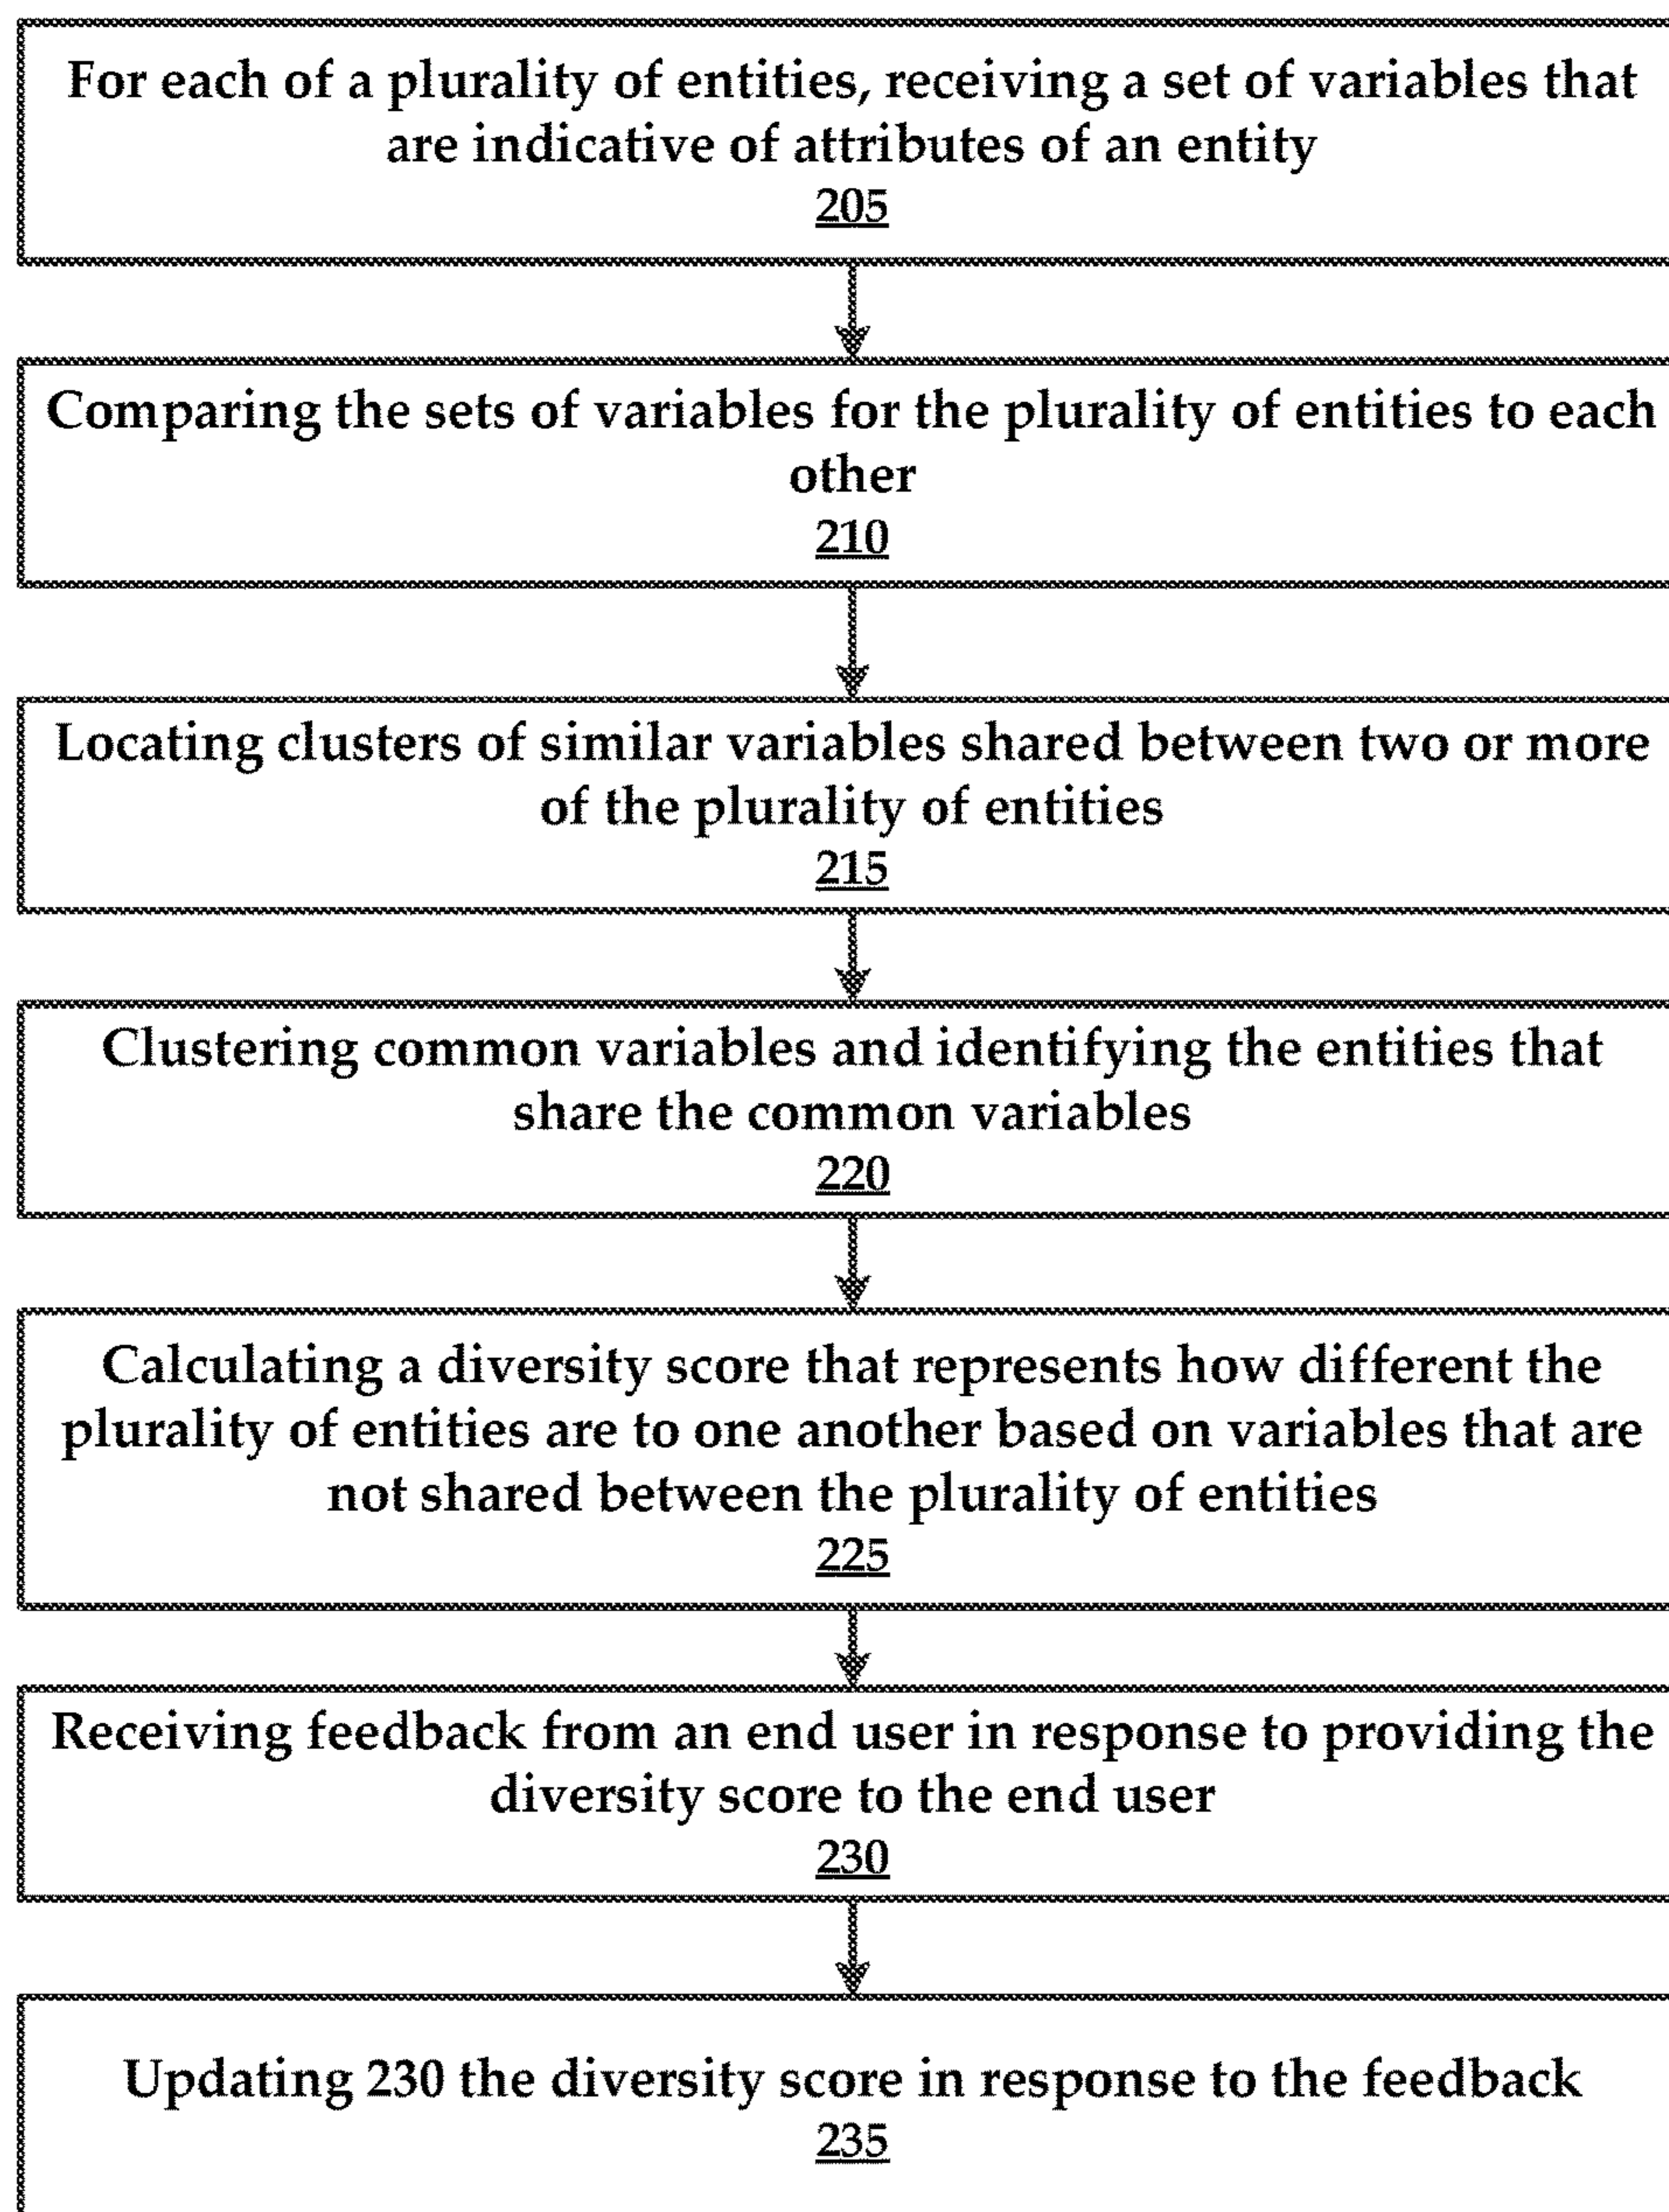 For each of a plurality of entities, receiving a set of variables that
are indicative of attributes of an entity
205
Comparing the sets of variables for the plurality of entities to each
other
210
Locating clusters of similar variables shared between two or more
of the plurality of entities
215
Clustering common variables and identifying the entities that
share the common variables
220
Calculating a diversity score that represents how different the
plurality of entities are to one another based on variables that are
not shared between the plurality of entities
225
Receiving feedback from an end user in response to providing the
diversity score to the end user
230
Updating 230 the diversity score in response to the feedback
235